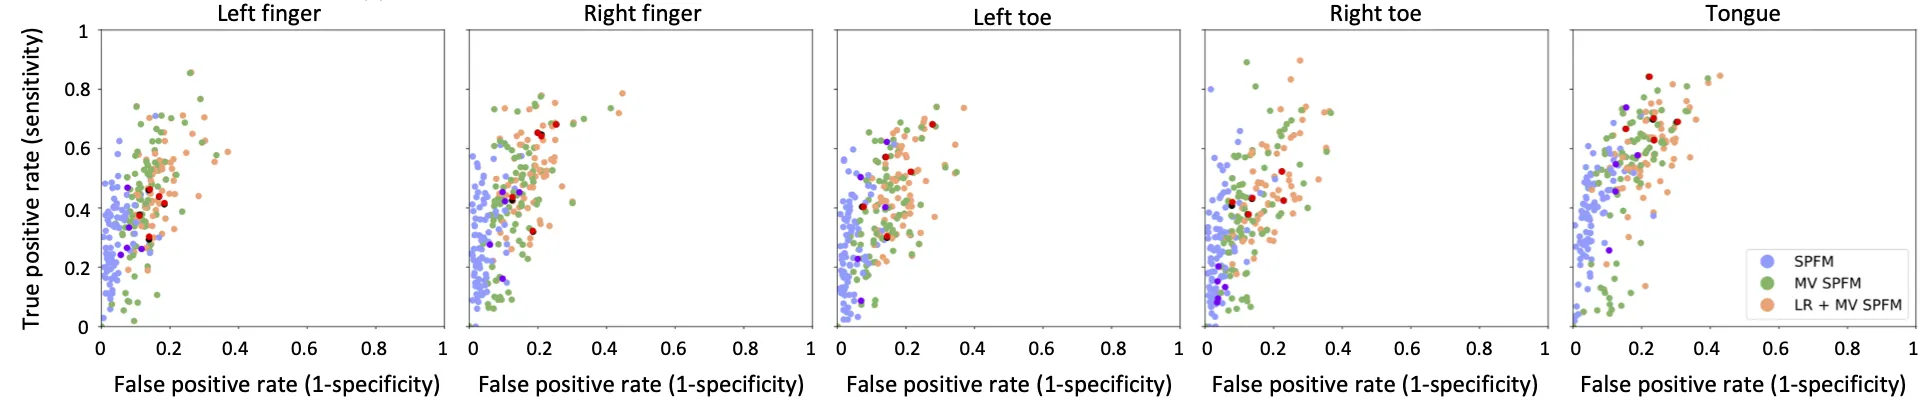 Left finger
Right finger
Left toe
Right toe
Tongue
True positive rate (sensitivity)
1
0.8
0.6
0.4
0.2
0
SPFM
MV SPFM
LR + MV SPFM
0 0.2 0.4 0.6 0.8 1
0 0.2 0.4 0.6 0.8 1
0 0.2 0.4 0.6 0.8 1
0 0.2 0.4 0.6 0.8 1
0 0.2 0.4 0.6 0.8 1
False positive rate (1-specificity)
False positive rate (1-specificity)
False positive rate (1-specificity)
False positive rate (1-specificity)
False positive rate (1-specificity)